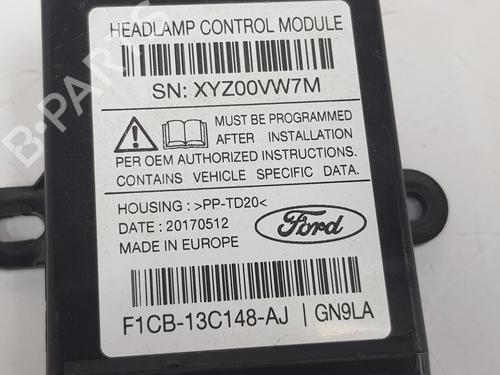 HEADLAMP CONTROL MODULE
SN: XYZ00VW7M
MUST BE PROGRAMMED
AFTER INSTALLATION
PER OEM AUTHORIZED INSTRUCTIONS.
CONTAINS VEHICLE SPECIFIC DATA.
HOUSING : >PP-TD20<
DATE : 20170512
MADE IN EUROPE
Ford
F1CB-13C148-AJ | GN9LA
B-PARTS